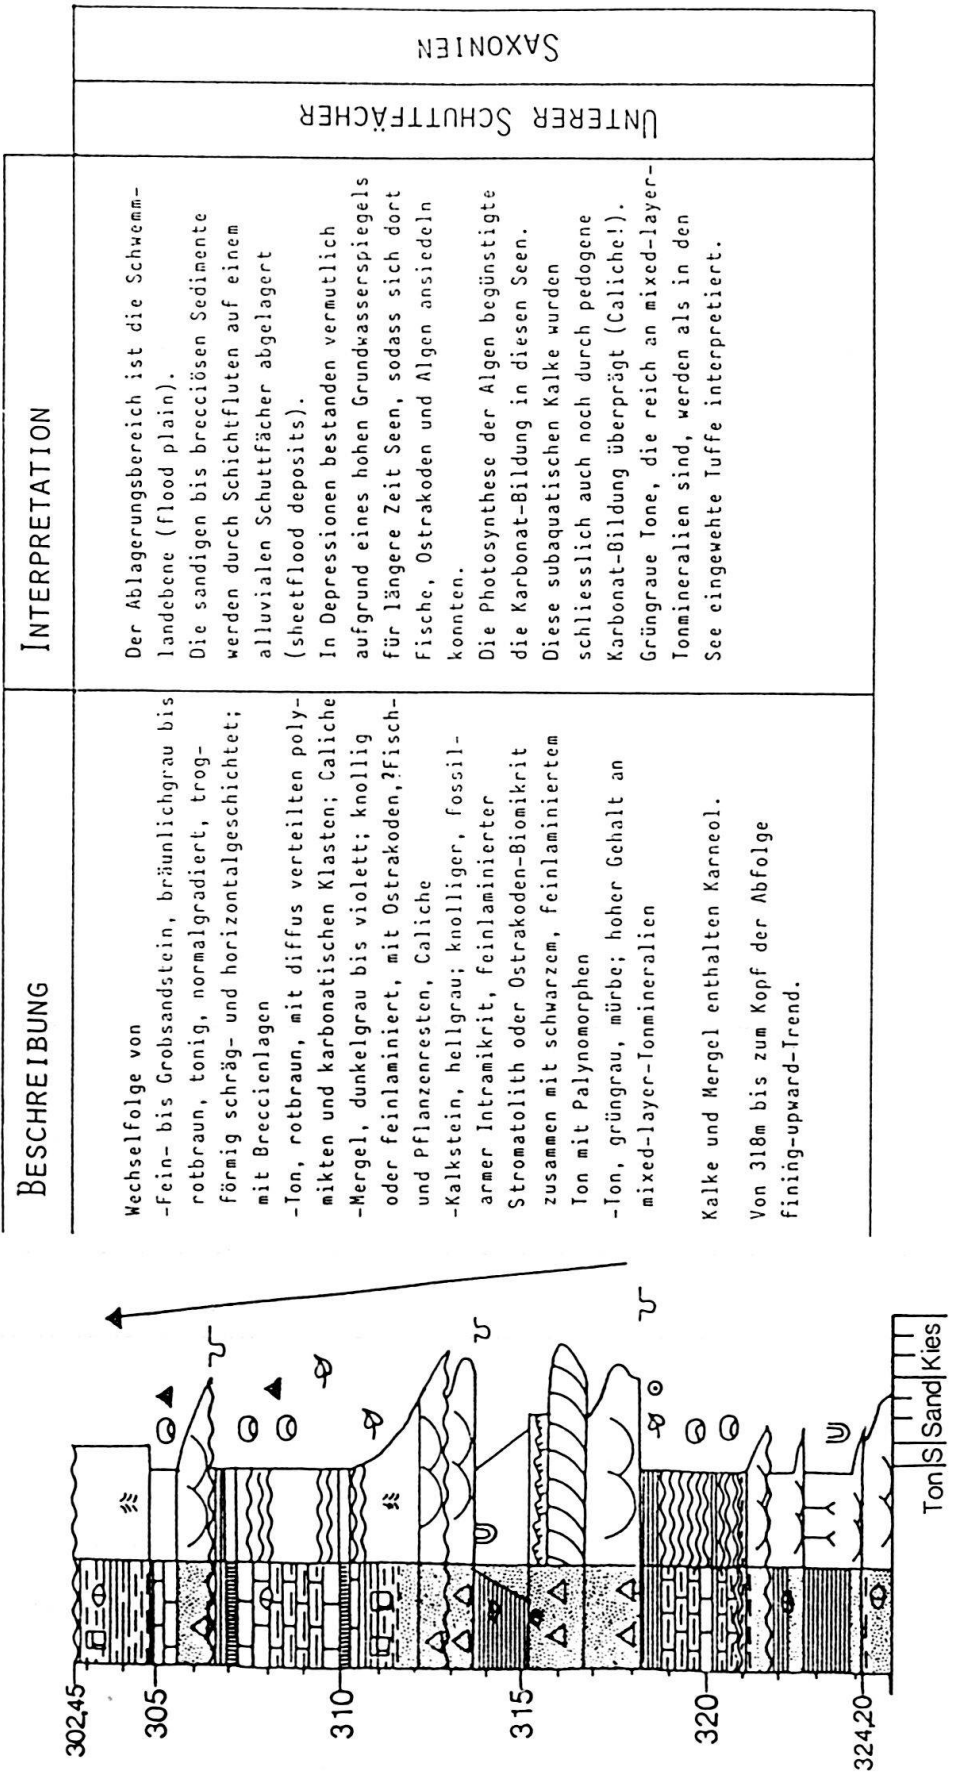 BESCHREIBUNG
Wechselfolge von
-Fein- bis Grobsandstein, bräunlichgrau bis
rotbraun, tonig, normalgradiert, trog-
förmig schräg- und horizontalgeschichtet;
mit Breccienlagen
-Ton, rotbraun, mit diffus verteilten poly-
mikten und karbonatischen Klasten; Caliche
-Mergel, dunkelgrau bis violett; knollig
oder feinlaminiert, mit Ostrakoden,?Fisch-
und Pflanzenresten, Caliche
-Kalkstein, hellgrau; knolliger, fossil-
armer Intramikrit, feinlaminierter
Stromatolith oder Ostrakoden-Biomikrit
zusammen mit schwarzem, feinlaminiertem
Ton mit Palynomorphen
-Ton, grüngrau, mürbe; hoher Gehalt an
mixed-layer-Tonmineralien
Kalke und Mergel enthalten Karneol.
Von 318m bis zum Kopf der Abfolge
fining-upward-Trend.
INTERPRETATION
Der Ablagerungsbereich ist die Schwemm-
landebene (flood plain).
Die sandigen bis brecciösen Sedimente
werden durch Schichtfluten auf einem
alluvialen Schuttfächer abgelagert
(sheetflood deposits).
In Depressionen bestanden vermutlich
aufgrund eines hohen Grundwasserspiegels
für längere Zeit Seen, sodass sich dort
Fische, Ostrakoden und Algen ansiedeln
konnten.
Die Photosynthese der Algen begünstigte
die Karbonat-Bildung in diesen Seen.
Diese subaquatischen Kalke wurden
schliesslich auch noch durch pedogene
Karbonat-Bildung überprägt (Caliche!).
Grüngraue Tone, die reich an mixed-layer-
Tonmineralien sind, werden als in den
See eingewehte Tuffe interpretiert.
UNTERER SCHUTTFÄCHER
SAXONIEN
302,45
305
310
315
320
324,20
Ton|S|Sand|Kies